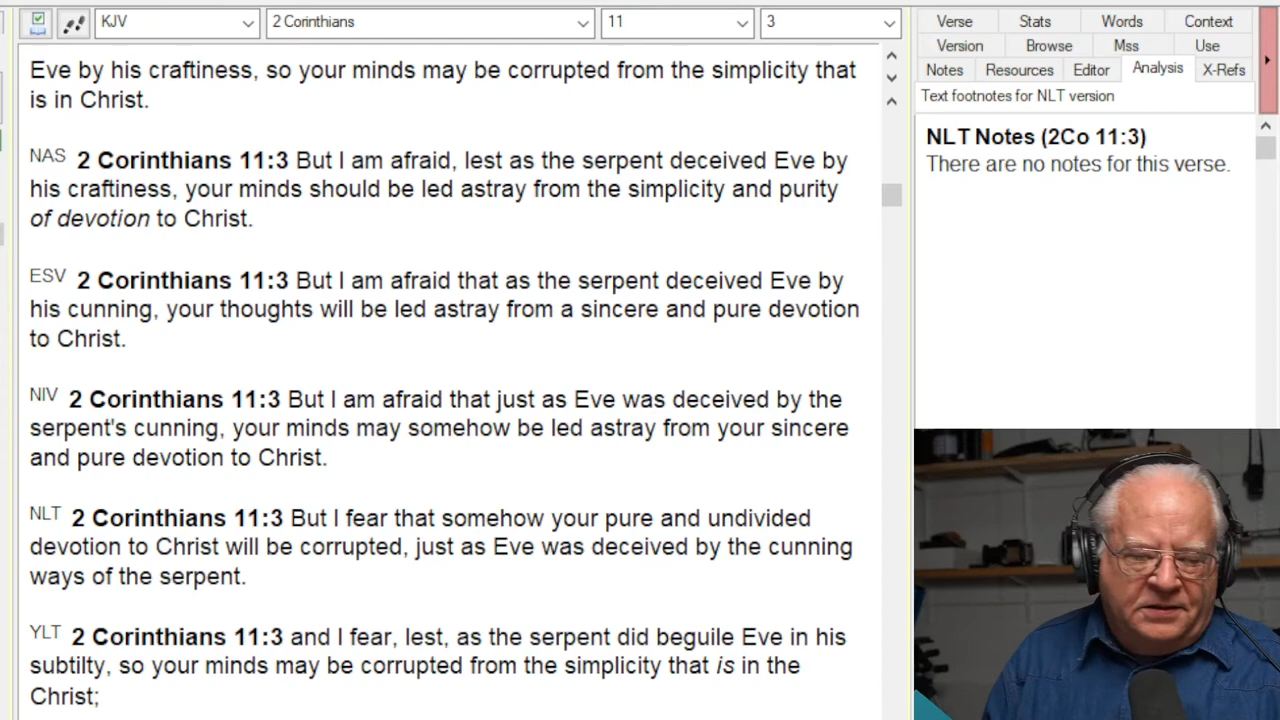 KJV 2 Corinthians 11 3
Eve by his craftiness, so your minds may be corrupted from the simplicity that
is in Christ.
NAS 2 Corinthians 11:3 But I am afraid, lest as the serpent deceived Eve by
his craftiness, your minds should be led astray from the simplicity and purity
of devotion to Christ.
ESV 2 Corinthians 11:3 But I am afraid that as the serpent deceived Eve by
his cunning, your thoughts will be led astray from a sincere and pure devotion
to Christ.
NIV 2 Corinthians 11:3 But I am afraid that just as Eve was deceived by the
serpent's cunning, your minds may somehow be led astray from your sincere
and pure devotion to Christ.
NLT 2 Corinthians 11:3 But I fear that somehow your pure and undivided
devotion to Christ will be corrupted, just as Eve was deceived by the cunning
ways of the serpent.
YLT 2 Corinthians 11:3 and I fear, lest, as the serpent did beguile Eve in his
subtilty, so your minds may be corrupted from the simplicity that is in the
Christ;
Verse Stats Words Context
Version Browse Mss Use
Notes Resources Editor Analysis X-Refs
Text footnotes for NLT version
NLT Notes (2Co 11:3)
There are no notes for this verse.